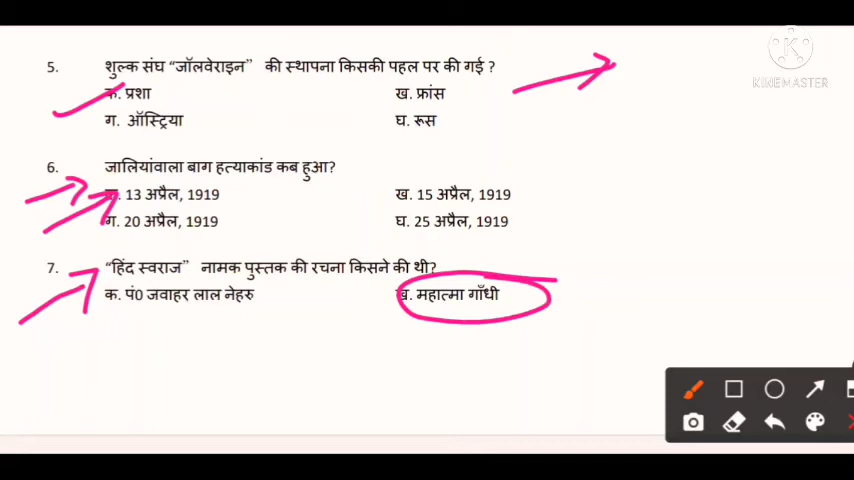 5. शुल्क संघ “जॉलवेराइन” की स्थापना किसकी पहल पर की गई ?
क. प्रशा ख. फ्रांस
ग. ऑस्ट्रिया घ. रूस
6. जालियांवाला बाग हत्याकांड कब हुआ?
क. 13 अप्रैल, 1919 ख. 15 अप्रैल, 1919
ग. 20 अप्रैल, 1919 घ. 25 अप्रैल, 1919
7. “हिंद स्वराज” नामक पुस्तक की रचना किसने की थी?
क. पं0 जवाहर लाल नेहरु ख. महात्मा गाँधी
K
KINEMASTER